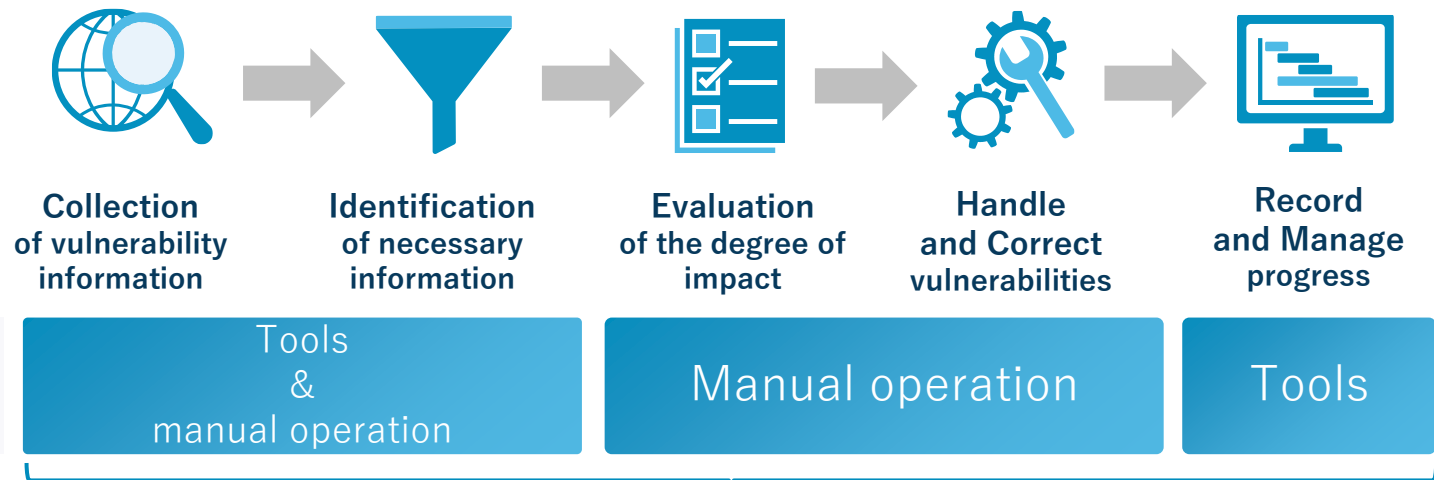 Collection
of vulnerability
information
Identification
of necessary
information
Evaluation
of the degree of
impact
Handle
and Correct
vulnerabilities
Record
and Manage
progress
Tools
&
manual operation
Manual operation
Tools